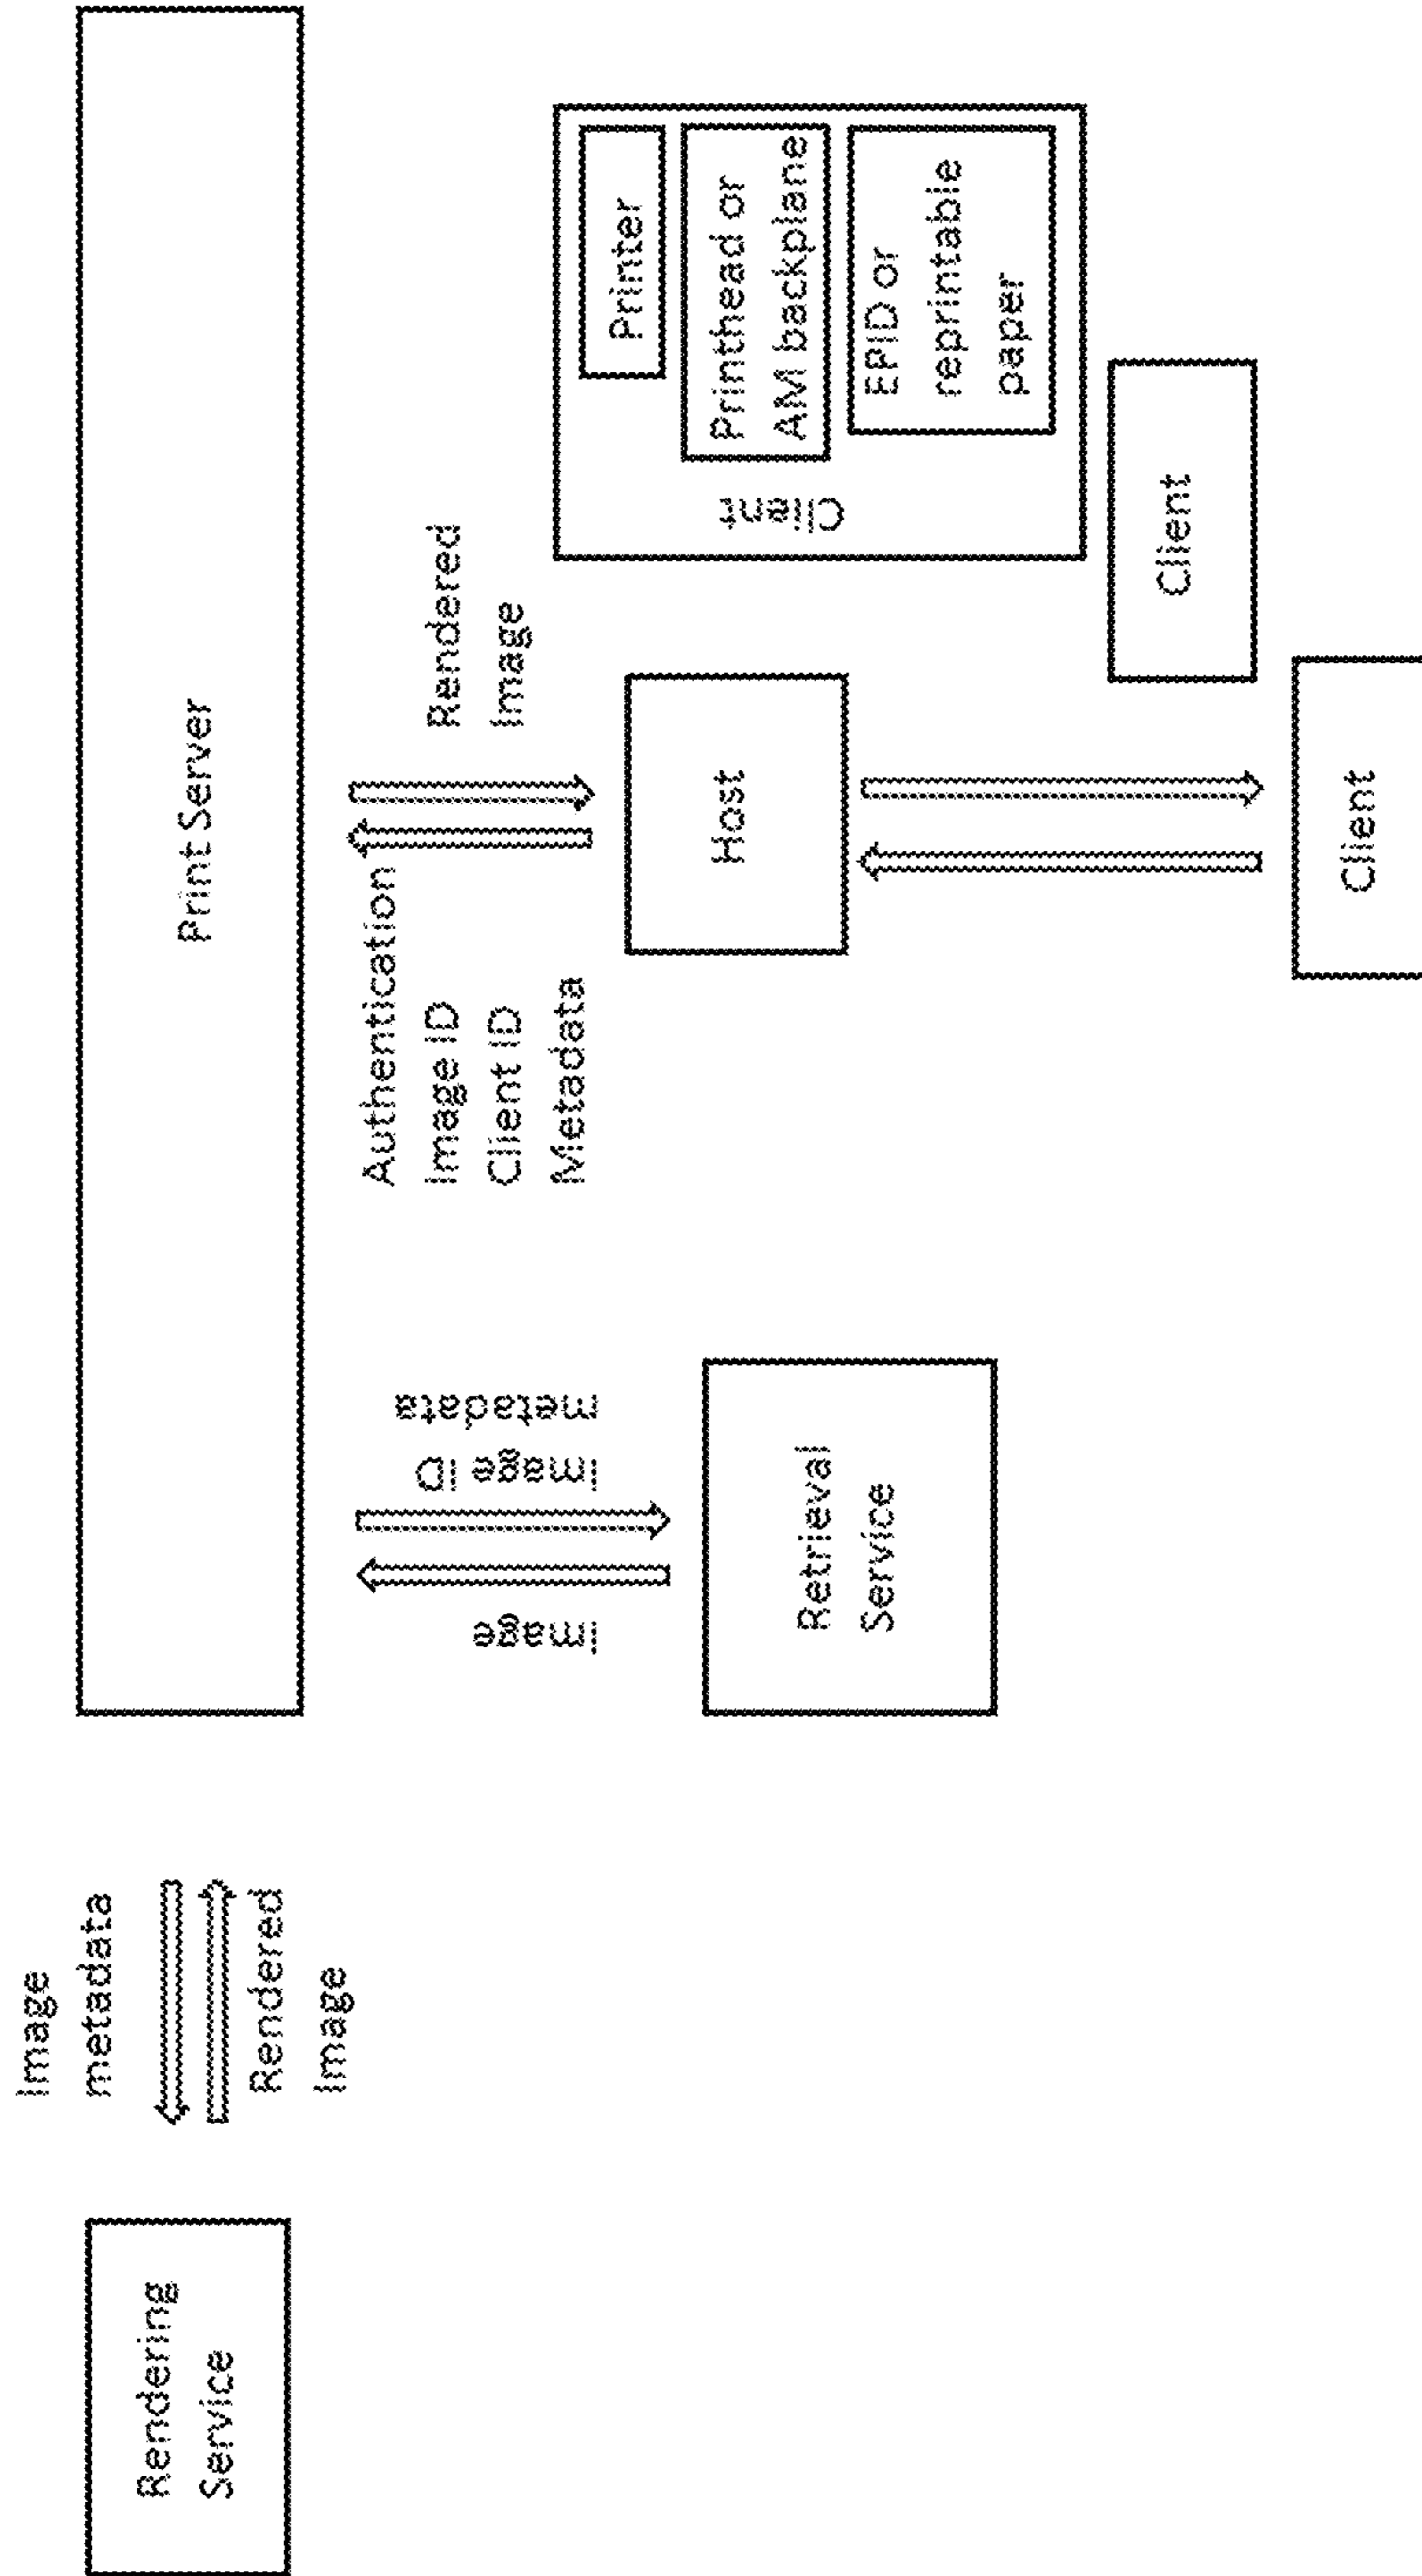 Rendering
Service
Image
metadata
Rendered
Image
Print Server
image
image iD
metadata
Retrieval
Service
Authentication
Image ID
Client ID
Metadata
Rendered
Image
Host
Client
Printer
Printhead or
AM backplane
EPID or
reprintable
paper
Client
Client